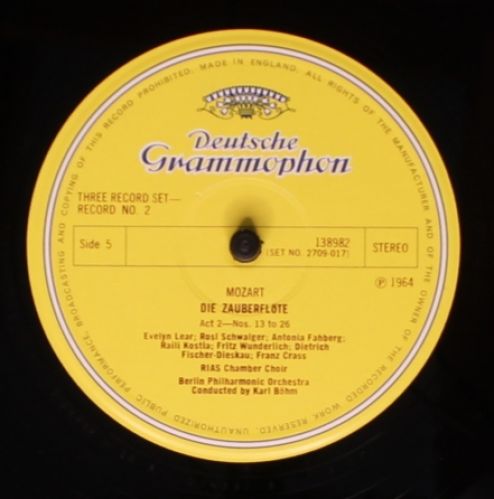 BROADCASTING AND COPYING OF THIS RECORD PROHIBITED. MADE IN ENGLAND. ALL RIGHTS OF THE MANUFACTURER AND OF THE OWNER OF THE RECORDED WORK RESERVED. UNAUTHORIZED PUBLIC PERFORMANCE,
Deutsche
Grammophon
THREE RECORD SET—
RECORD NO. 2
Side 5
138982
(SET NO. 2709-017)
STEREO
Ⓟ 1964
MOZART
DIE ZAUBERFLÖTE
Act 2—Nos. 13 to 26
Evelyn Lear; Rosl Schwaiger; Antonia Fahberg;
Raili Kostia; Fritz Wunderlich; Dietrich
Fischer-Dieskau; Franz Crass
RIAS Chamber Choir
Berlin Philharmonic Orchestra
Conducted by Karl Böhm